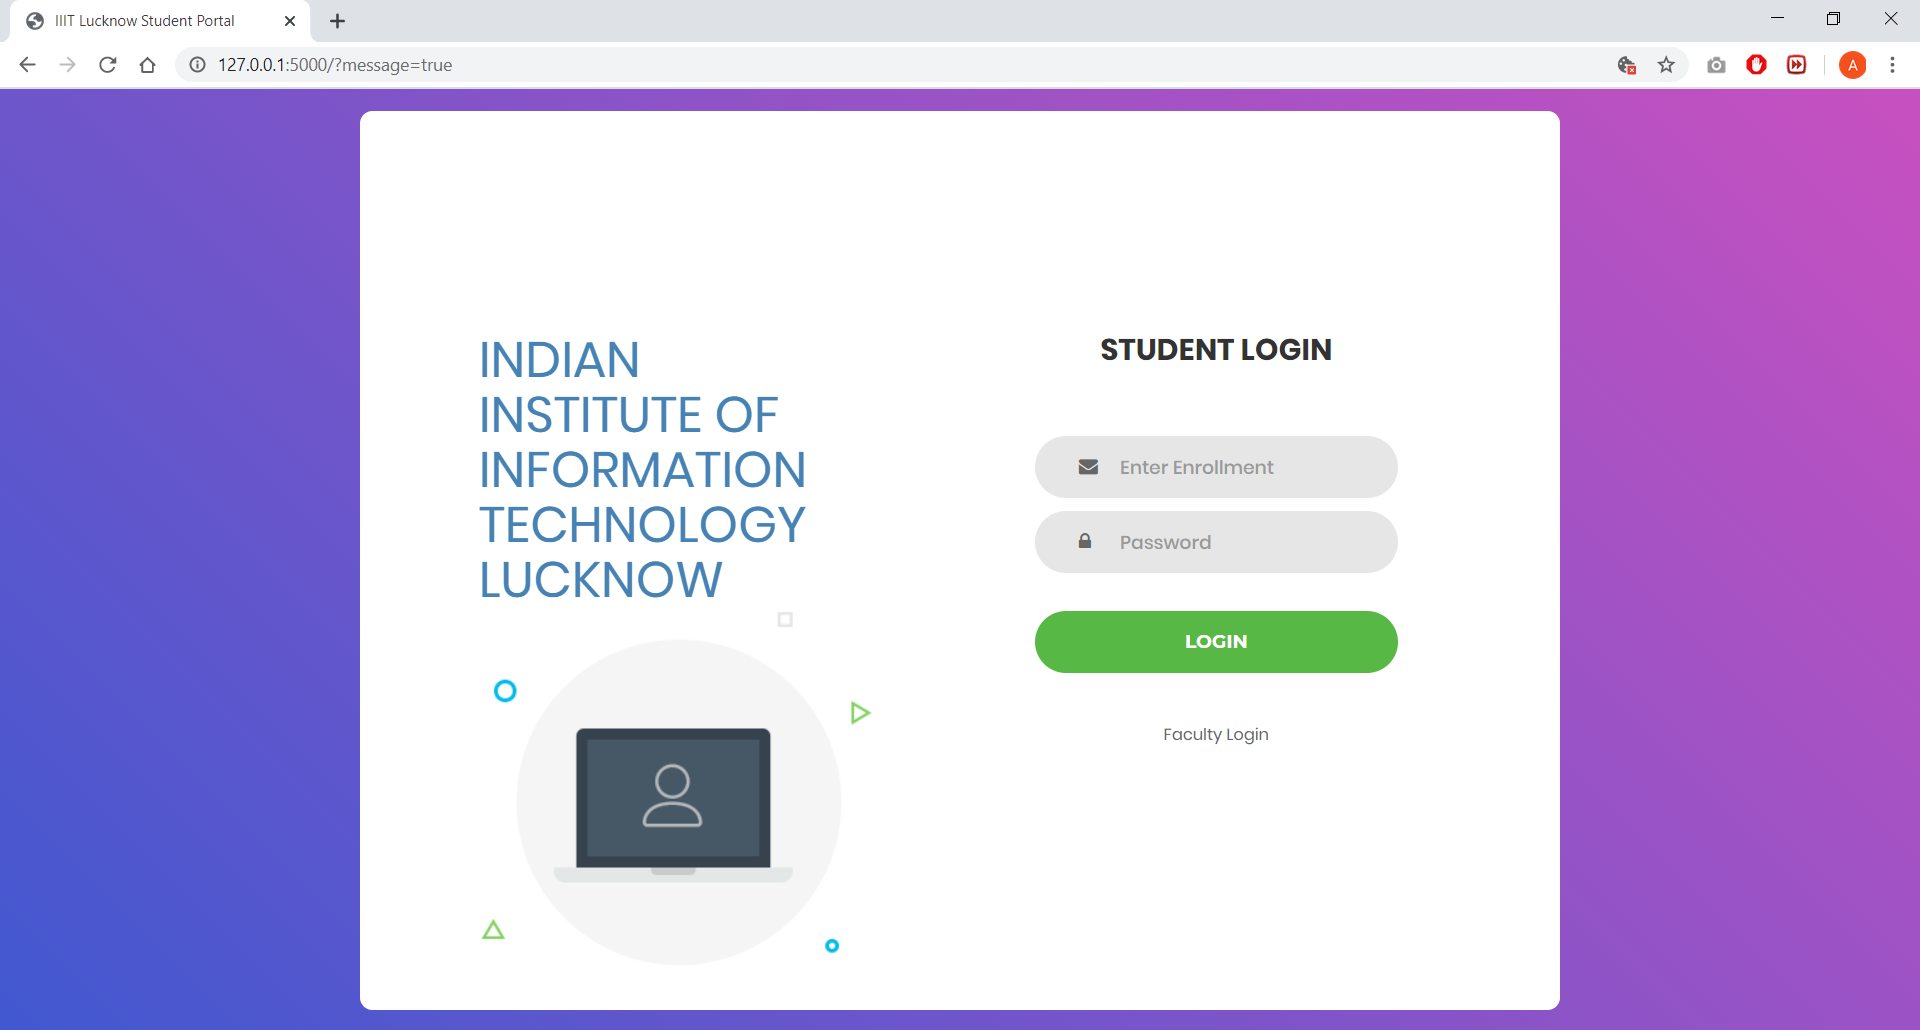 IIIT Lucknow Student Portal
127.0.0.1:5000/?message=true
A
INDIAN
INSTITUTE OF
INFORMATION
TECHNOLOGY
LUCKNOW
STUDENT LOGIN
Enter Enrollment
Password
LOGIN
Faculty Login